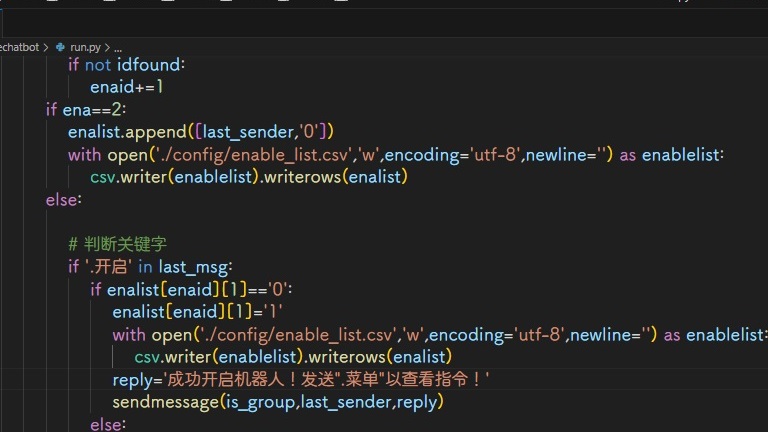 echatbot > run.py > ...
if not idfound:
enaid+=1
if ena==2:
enalist.append([last_sender,'0'])
with open('./config/enable_list.csv','w',encoding='utf-8',newline='') as enablelist:
csv.writer(enablelist).writerows(enalist)
else:
# 判断关键字
if '.开启' in last_msg:
if enalist[enaid][1]=='0':
enalist[enaid][1]='1'
with open('./config/enable_list.csv','w',encoding='utf-8',newline='') as enablelist:
csv.writer(enablelist).writerows(enalist)
reply='成功开启机器人！发送".菜单"以查看指令！'
sendmessage(is_group,last_sender,reply)
else: